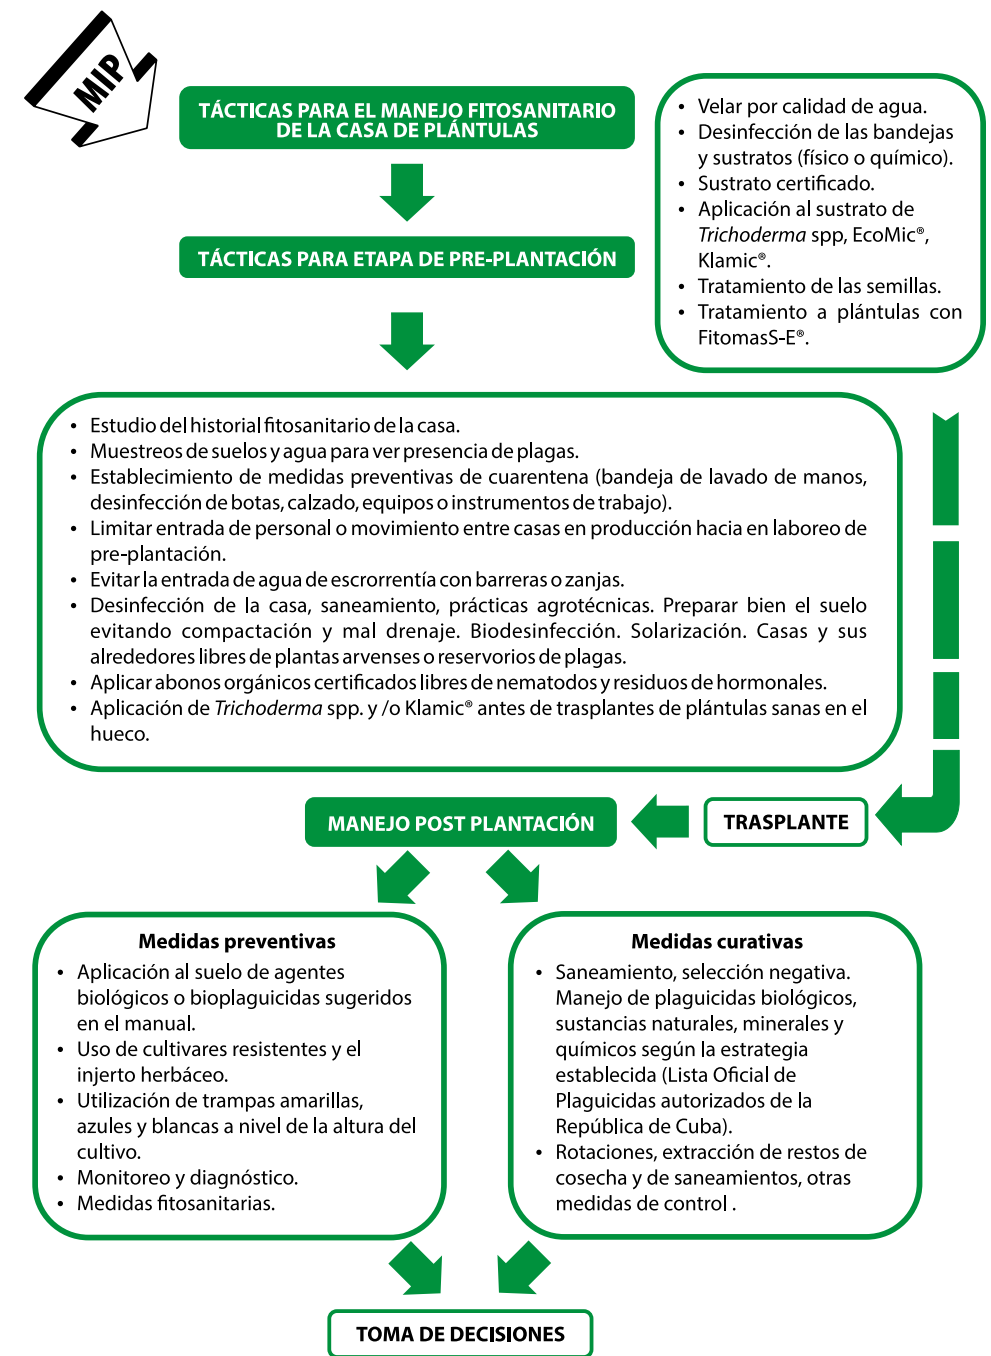 MIP
TÁCTICAS PARA EL MANEJO FITOSANITARIO
DE LA CASA DE PLÁNTULAS
• Velar por calidad de agua.
• Desinfección de las bandejas
y sustratos (físico o químico).
• Sustrato certificado.
• Aplicación al sustrato de
Trichoderma spp, EcoMic®,
Klamic®.
• Tratamiento de las semillas.
• Tratamiento a plántulas con
FitomasS-E®.
TÁCTICAS PARA ETAPA DE PRE-PLANTACIÓN
• Estudio del historial fitosanitario de la casa.
• Muestreos de suelos y agua para ver presencia de plagas.
• Establecimiento de medidas preventivas de cuarentena (bandeja de lavado de manos,
desinfección de botas, calzado, equipos o instrumentos de trabajo).
• Limitar entrada de personal o movimiento entre casas en producción hacia en laboreo de
pre-plantación.
• Evitar la entrada de agua de escrorrentía con barreras o zanjas.
• Desinfección de la casa, saneamiento, prácticas agrotécnicas. Preparar bien el suelo
evitando compactación y mal drenaje. Biodesinfección. Solarización. Casas y sus
alrededores libres de plantas arvenses o reservorios de plagas.
• Aplicar abonos orgánicos certificados libres de nematodos y residuos de hormonales.
• Aplicación de Trichoderma spp. y /o Klamic® antes de trasplantes de plántulas sanas en el
hueco.
TRASPLANTE
MANEJO POST PLANTACIÓN
Medidas preventivas
• Aplicación al suelo de agentes
biológicos o bioplaguicidas sugeridos
en el manual.
• Uso de cultivares resistentes y el
injerto herbáceo.
• Utilización de trampas amarillas,
azules y blancas a nivel de la altura del
cultivo.
• Monitoreo y diagnóstico.
• Medidas fitosanitarias.
Medidas curativas
• Saneamiento, selección negativa.
Manejo de plaguicidas biológicos,
sustancias naturales, minerales y
químicos según la estrategia
establecida (Lista Oficial de
Plaguicidas autorizados de la
República de Cuba).
• Rotaciones, extracción de restos de
cosecha y de saneamientos, otras
medidas de control .
TOMA DE DECISIONES